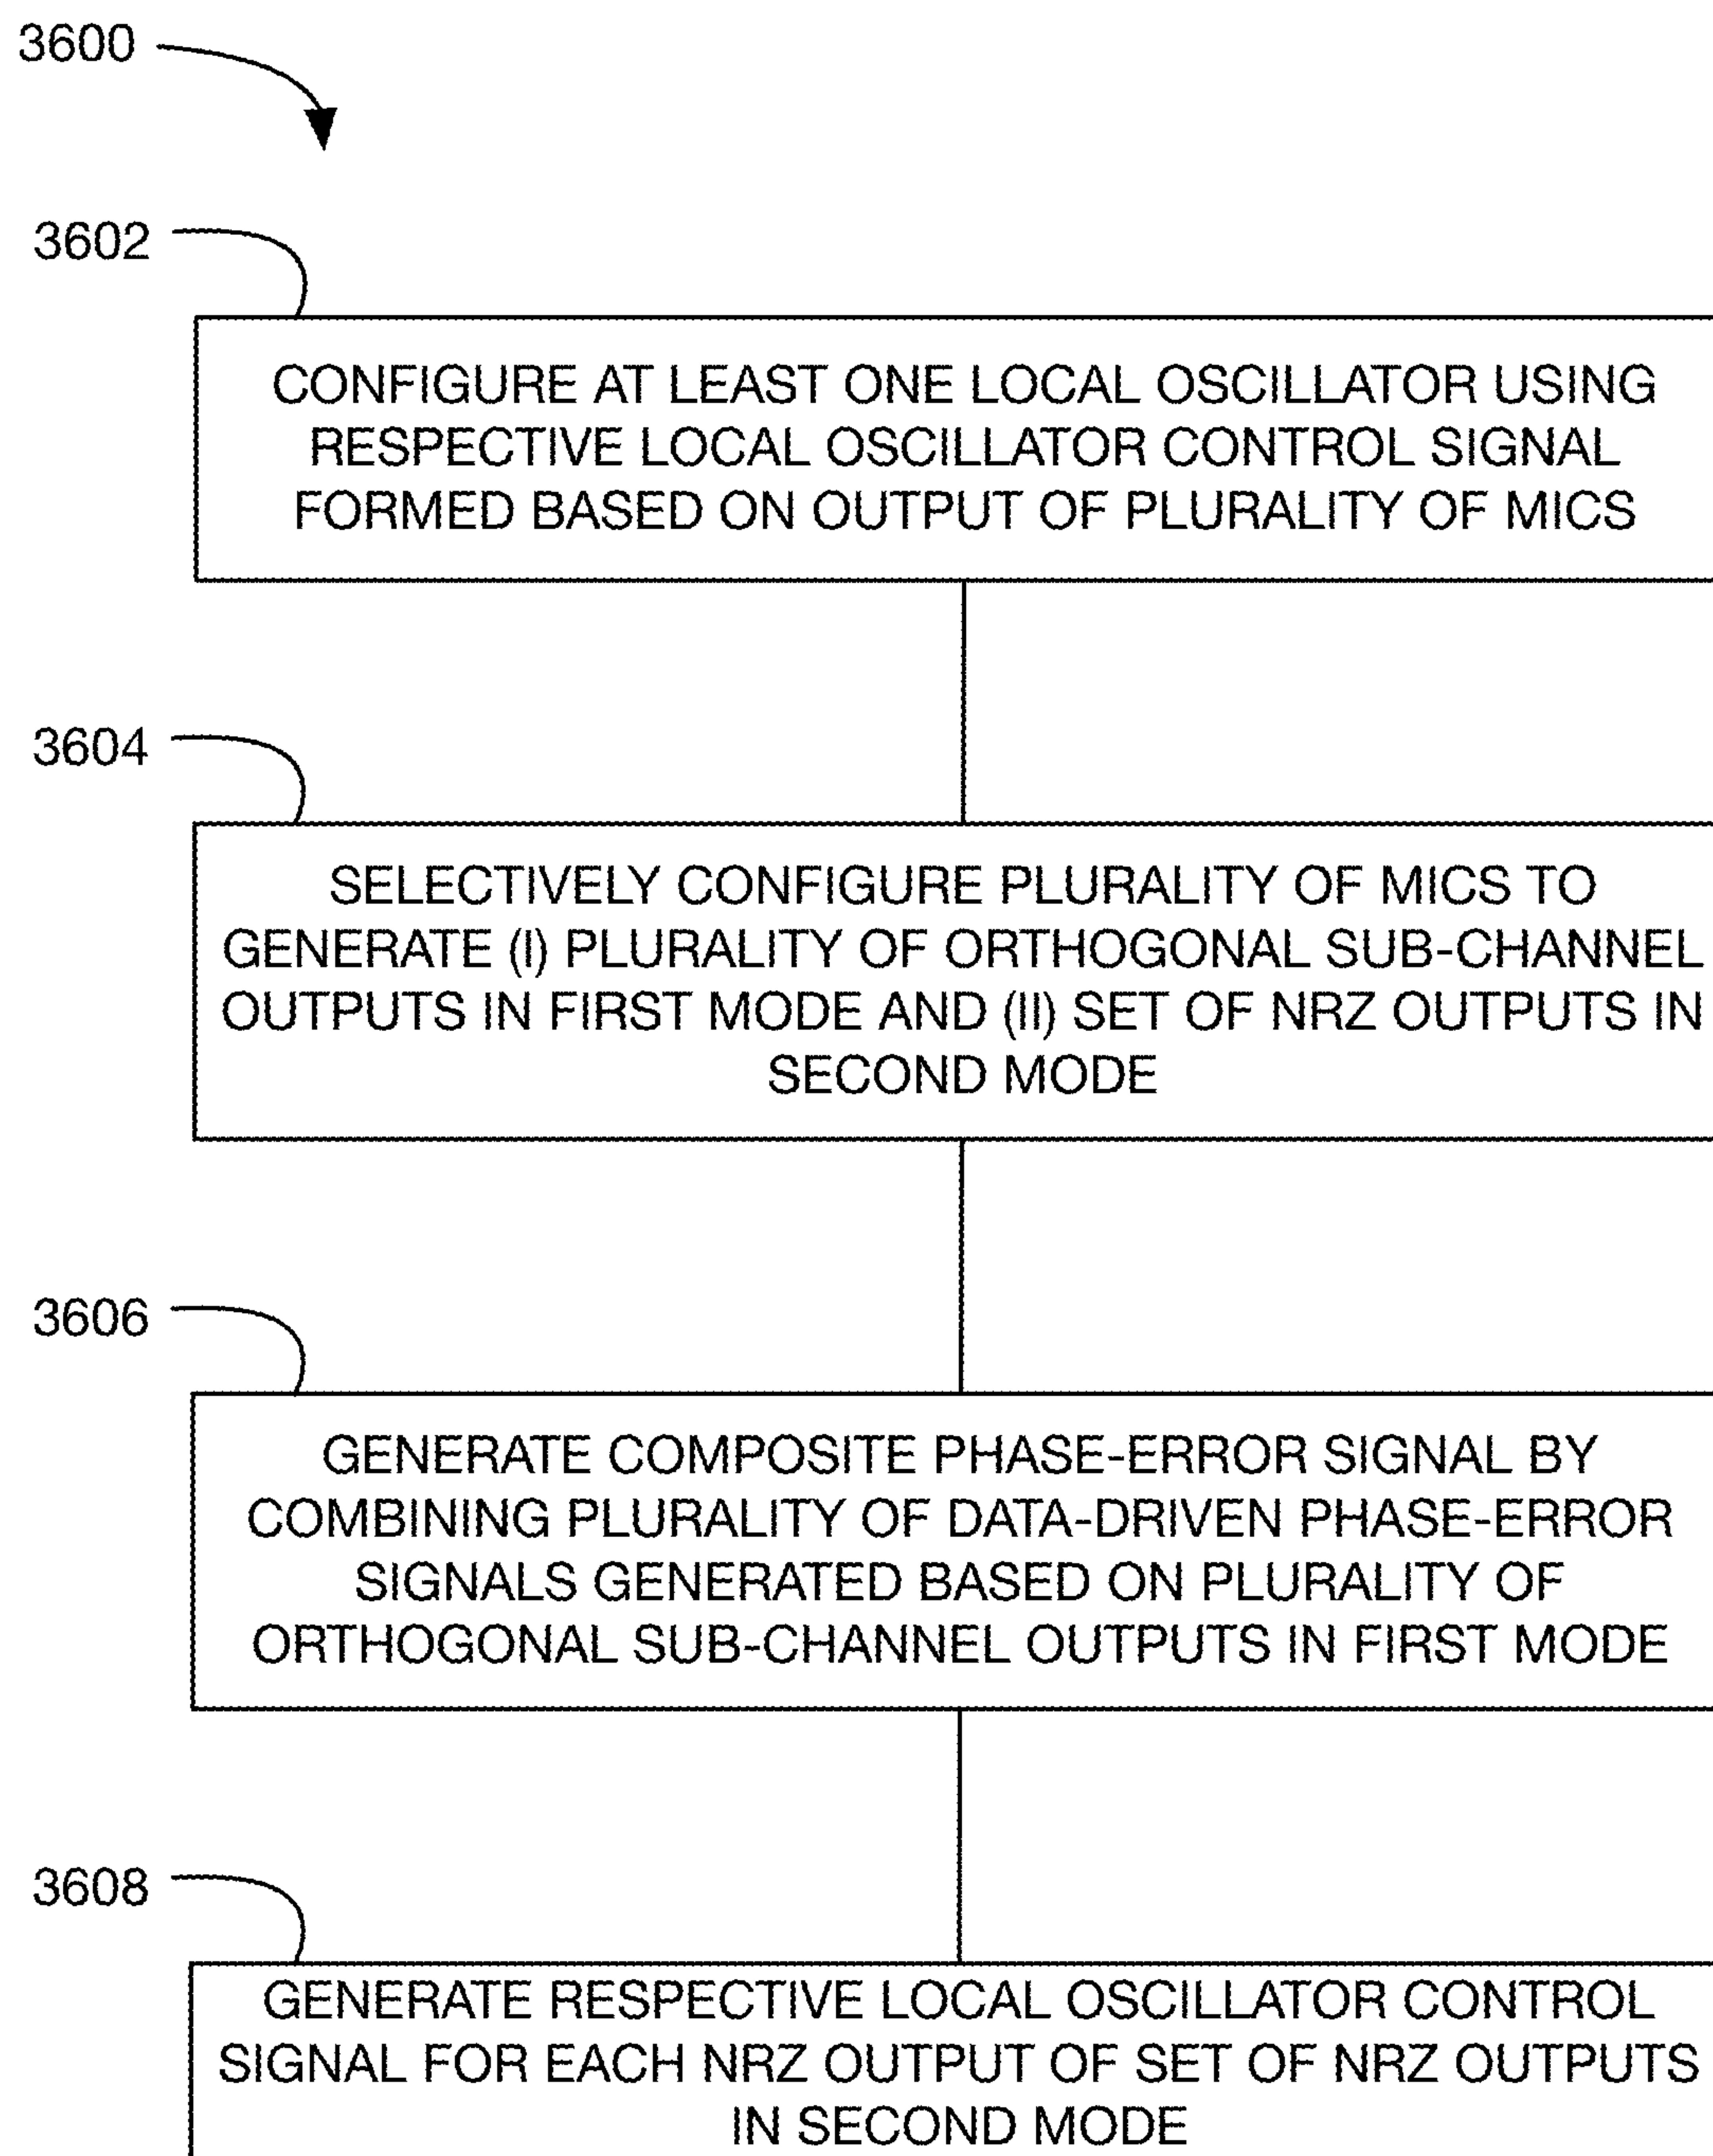 3600
3602
CONFIGURE AT LEAST ONE LOCAL OSCILLATOR USING
RESPECTIVE LOCAL OSCILLATOR CONTROL SIGNAL
FORMED BASED ON OUTPUT OF PLURALITY OF MICS
3604
SELECTIVELY CONFIGURE PLURALITY OF MICS TO
GENERATE (I) PLURALITY OF ORTHOGONAL SUB-CHANNEL
OUTPUTS IN FIRST MODE AND (II) SET OF NRZ OUTPUTS IN
SECOND MODE
3606
GENERATE COMPOSITE PHASE-ERROR SIGNAL BY
COMBINING PLURALITY OF DATA-DRIVEN PHASE-ERROR
SIGNALS GENERATED BASED ON PLURALITY OF
ORTHOGONAL SUB-CHANNEL OUTPUTS IN FIRST MODE
3608
GENERATE RESPECTIVE LOCAL OSCILLATOR CONTROL
SIGNAL FOR EACH NRZ OUTPUT OF SET OF NRZ OUTPUTS
IN SECOND MODE